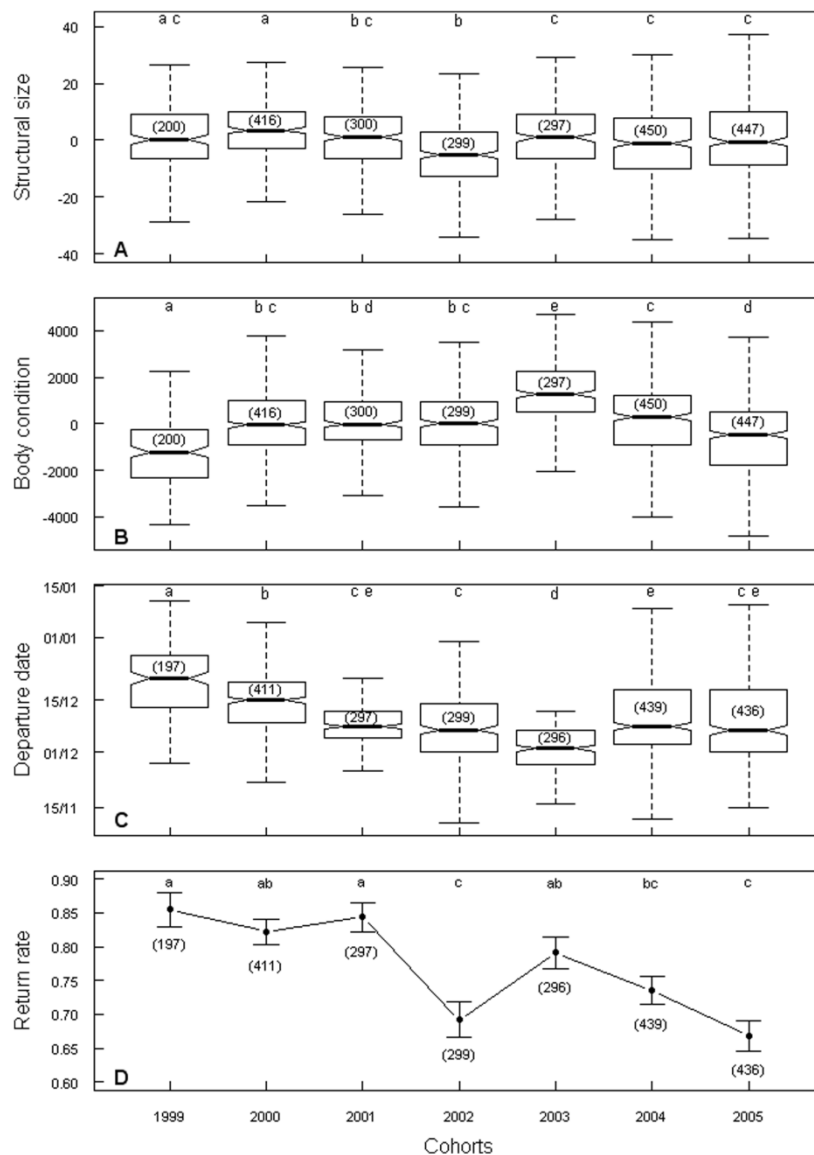 a c a b c b c c c
40
20
0
-20
-40
Structural size
(200) (416) (300) (299) (297) (450) (447)
A
a b c b d b c e c d
4000
2000
0
-2000
-4000
Body condition
(200) (416) (300) (299) (297) (450) (447)
B
a b c e c d e c e
15/01
01/01
15/12
01/12
15/11
Departure date
(197) (411) (297) (299) (296) (439) (436)
C
a ab a c ab bc c
0.90
0.85
0.80
0.75
0.70
0.65
0.60
Return rate
(197) (411) (297) (299) (296) (439) (436)
D
1999 2000 2001 2002 2003 2004 2005
Cohorts